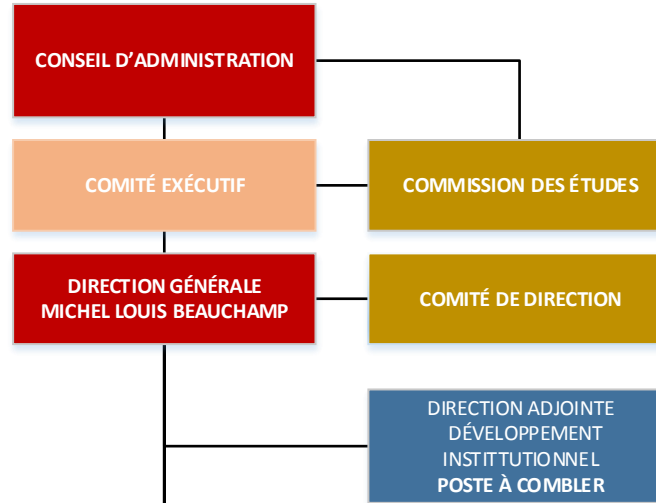 CONSEIL D’ADMINISTRATION
COMITÉ EXÉCUTIF
COMMISSION DES ÉTUDES
DIRECTION GÉNÉRALE
MICHEL LOUIS BEAUCHAMP
COMITÉ DE DIRECTION
DIRECTION ADJOINTE
DÉVELOPPEMENT
INSTITTUTIONNEL
POSTE À COMBLER